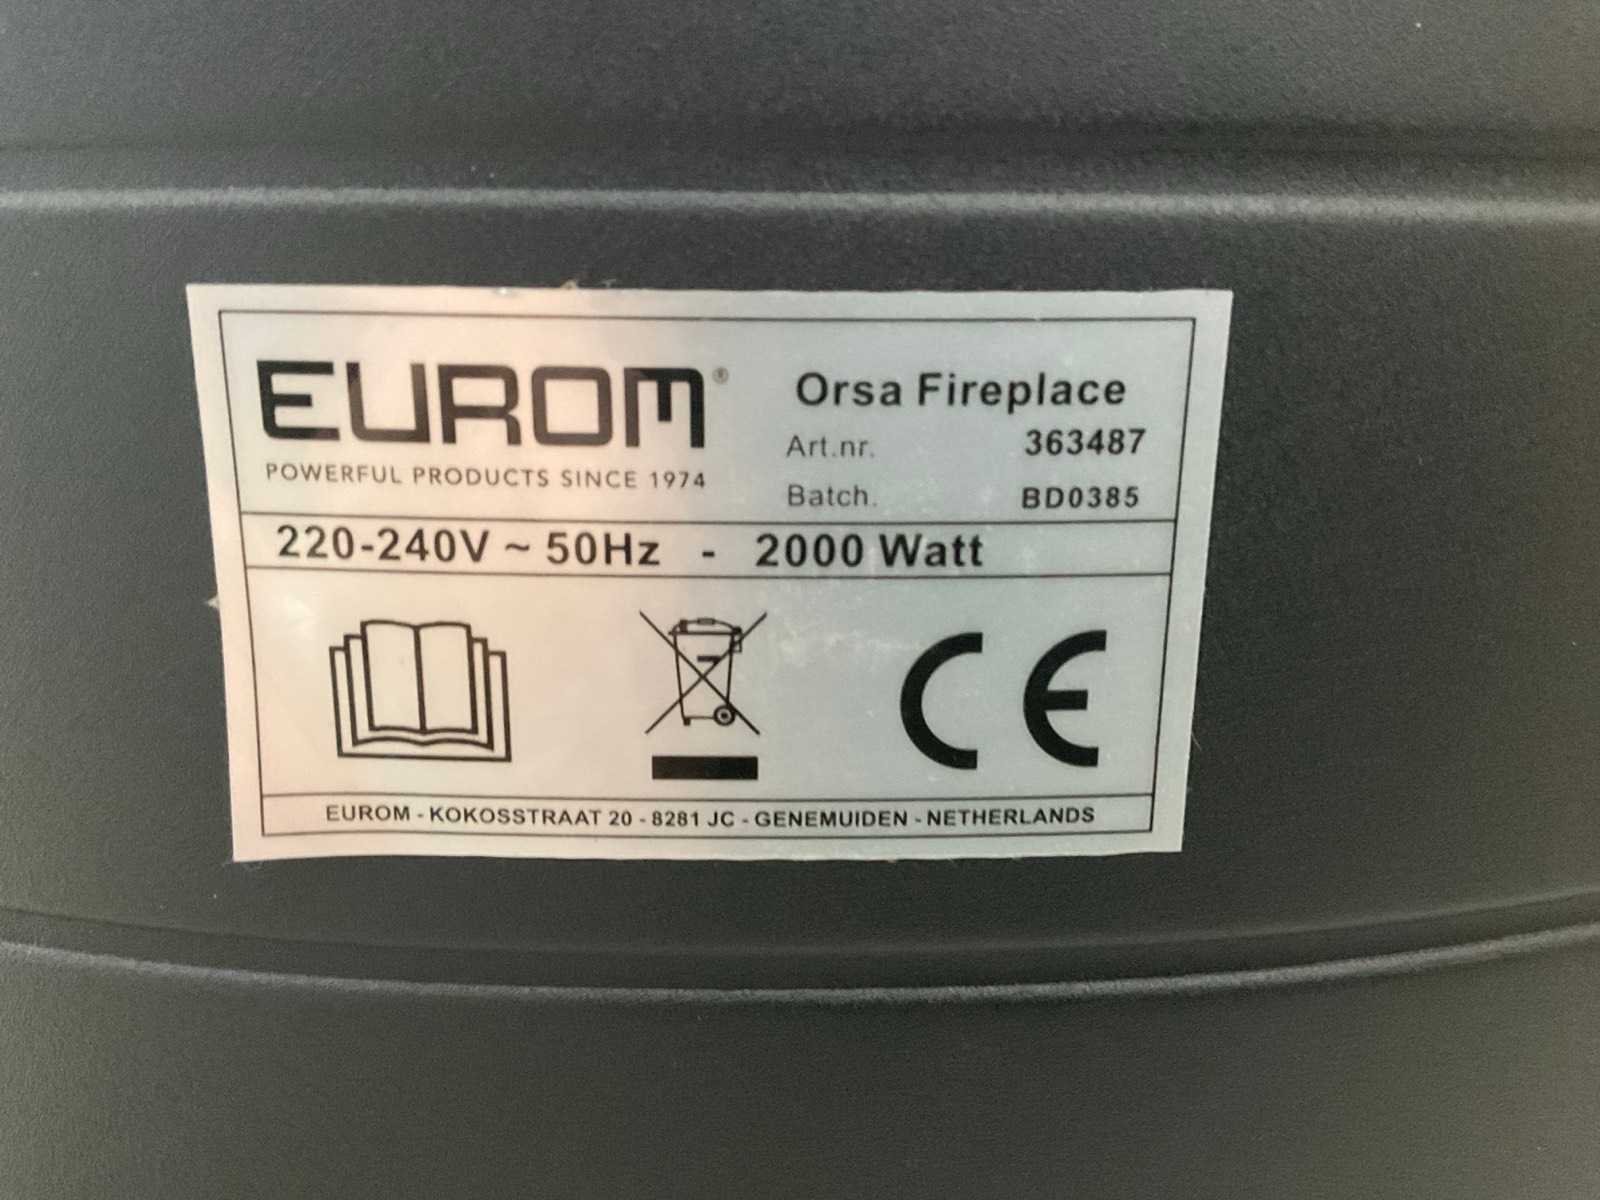 EUROM®
POWERFUL PRODUCTS SINCE 1974
Orsa Fireplace
Art.nr. 363487
Batch. BD0385
220-240V ~ 50Hz - 2000 Watt
CE
EUROM - KOKOSSTRAAT 20 - 8281 JC - GENEMUIDEN - NETHERLANDS